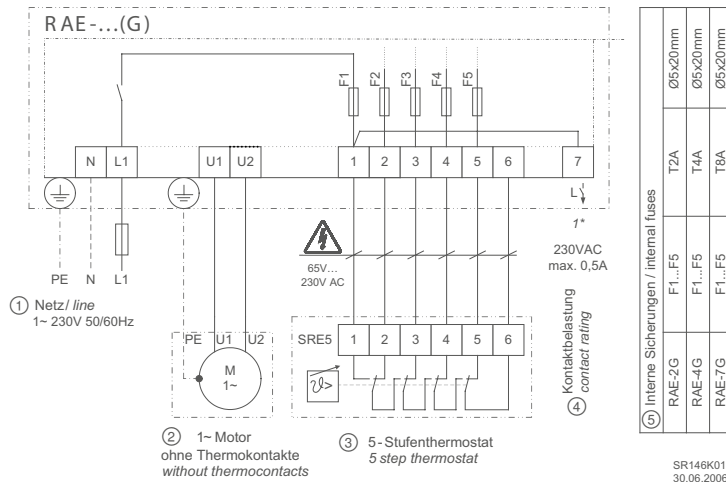 RAE-...(G)
F1 F2 F3 F4 F5
N L1 U1 U2 1 2 3 4 5 6 7
L
1*
230VAC
max. 0,5A
PE N L1
65V...
230V AC
① Netz/ line
1~ 230V 50/60Hz
PE U1 U2
M
1~
SRE5 1 2 3 4 5 6
ϑ>
④ Kontaktbelastung
contact rating
② 1~ Motor
ohne Thermokontakte
without thermocontacts
③ 5-Stufenthermostat
5 step thermostat
⑤ Interne Sicherungen / internal fuses
RAE-2G F1...F5 T2A Ø5x20mm
RAE-4G F1...F5 T4A Ø5x20mm
RAE-7G F1...F5 T8A Ø5x20mm
SR146K01
30.06.2006